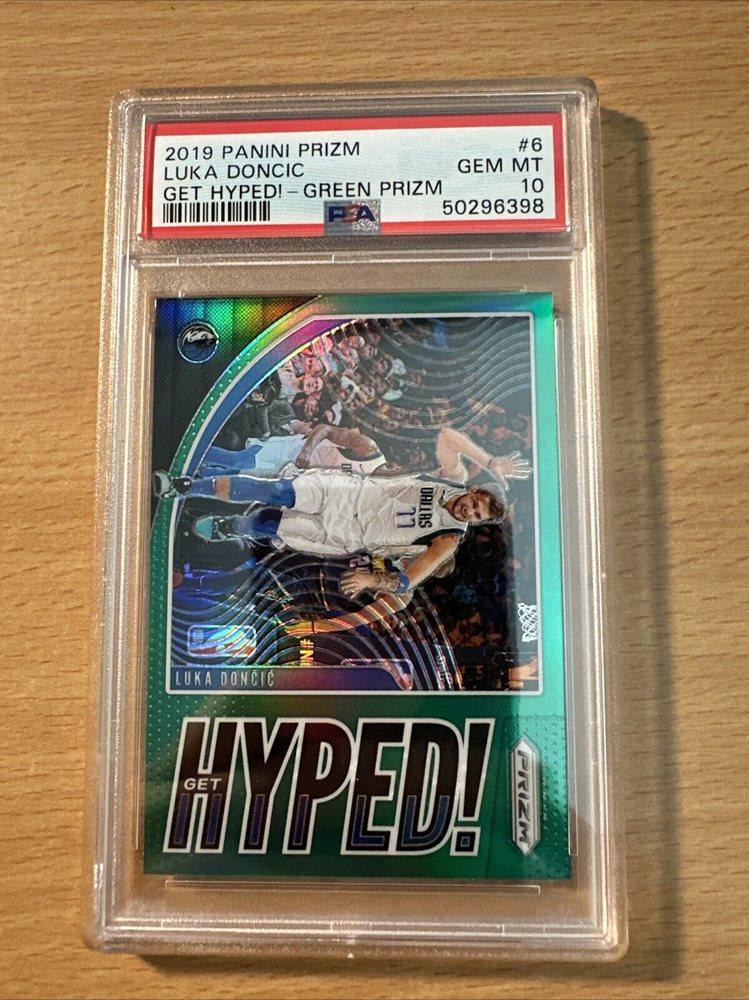 2019 PANINI PRIZM #6
LUKA DONCIC GEM MT
GET HYPED! – GREEN PRIZM 10
PSA 50296398
DALLAS
77
LUKA DONČIĆ
GET
HYPED!
PRIZM